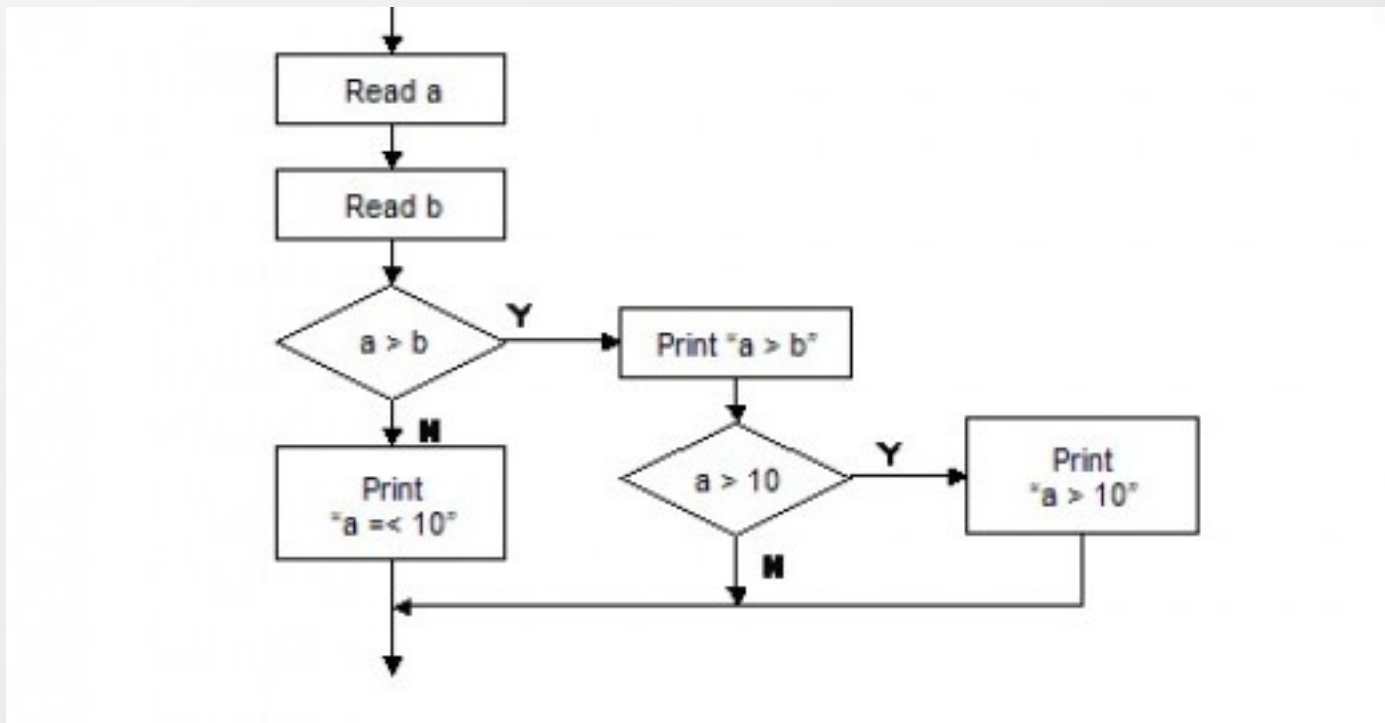 Read a
Read b
a > b
Y
Print “a > b”
N
Print
“a =< 10”
a > 10
Y
Print
“a > 10”
N